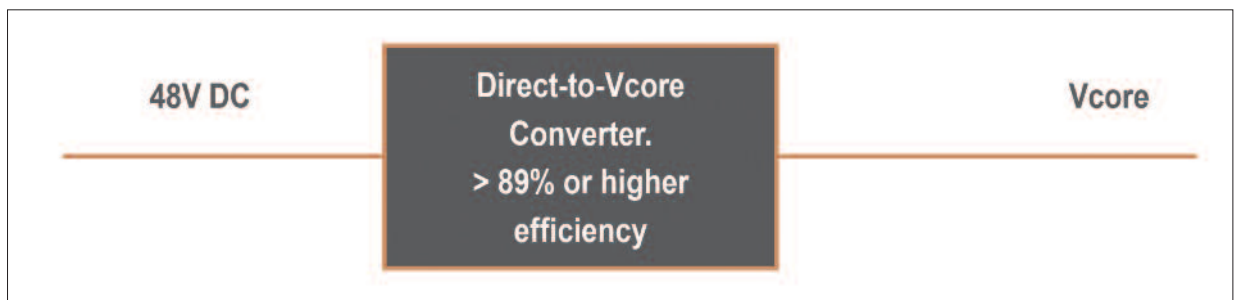 48V DC
Direct-to-Vcore
Converter.
> 89% or higher
efficiency
Vcore